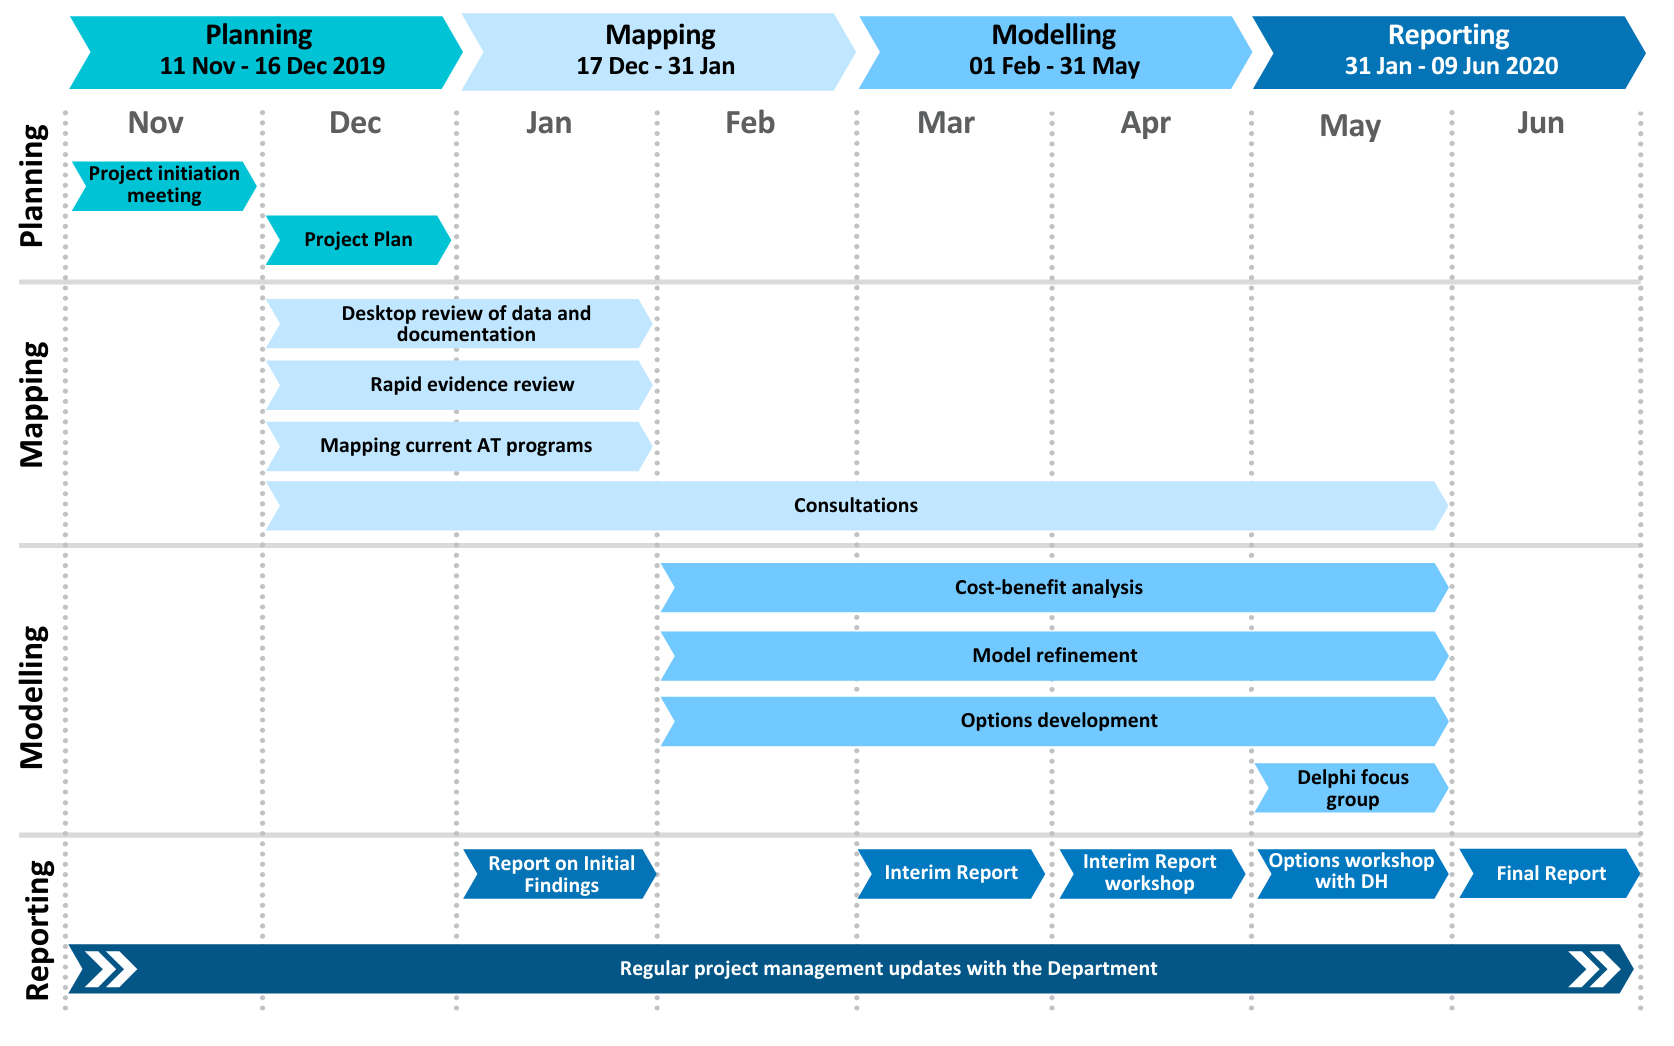 Planning
11 Nov - 16 Dec 2019
Mapping
17 Dec - 31 Jan
Modelling
01 Feb - 31 May
Reporting
31 Jan - 09 Jun 2020
Nov
Dec
Jan
Feb
Mar
Apr
May
Jun
Planning
Project initiation
meeting
Project Plan
Mapping
Desktop review of data and
documentation
Rapid evidence review
Mapping current AT programs
Consultations
Modelling
Cost-benefit analysis
Model refinement
Options development
Delphi focus
group
Reporting
Report on Initial
Findings
Interim Report
Interim Report
workshop
Options workshop
with DH
Final Report
Regular project management updates with the Department